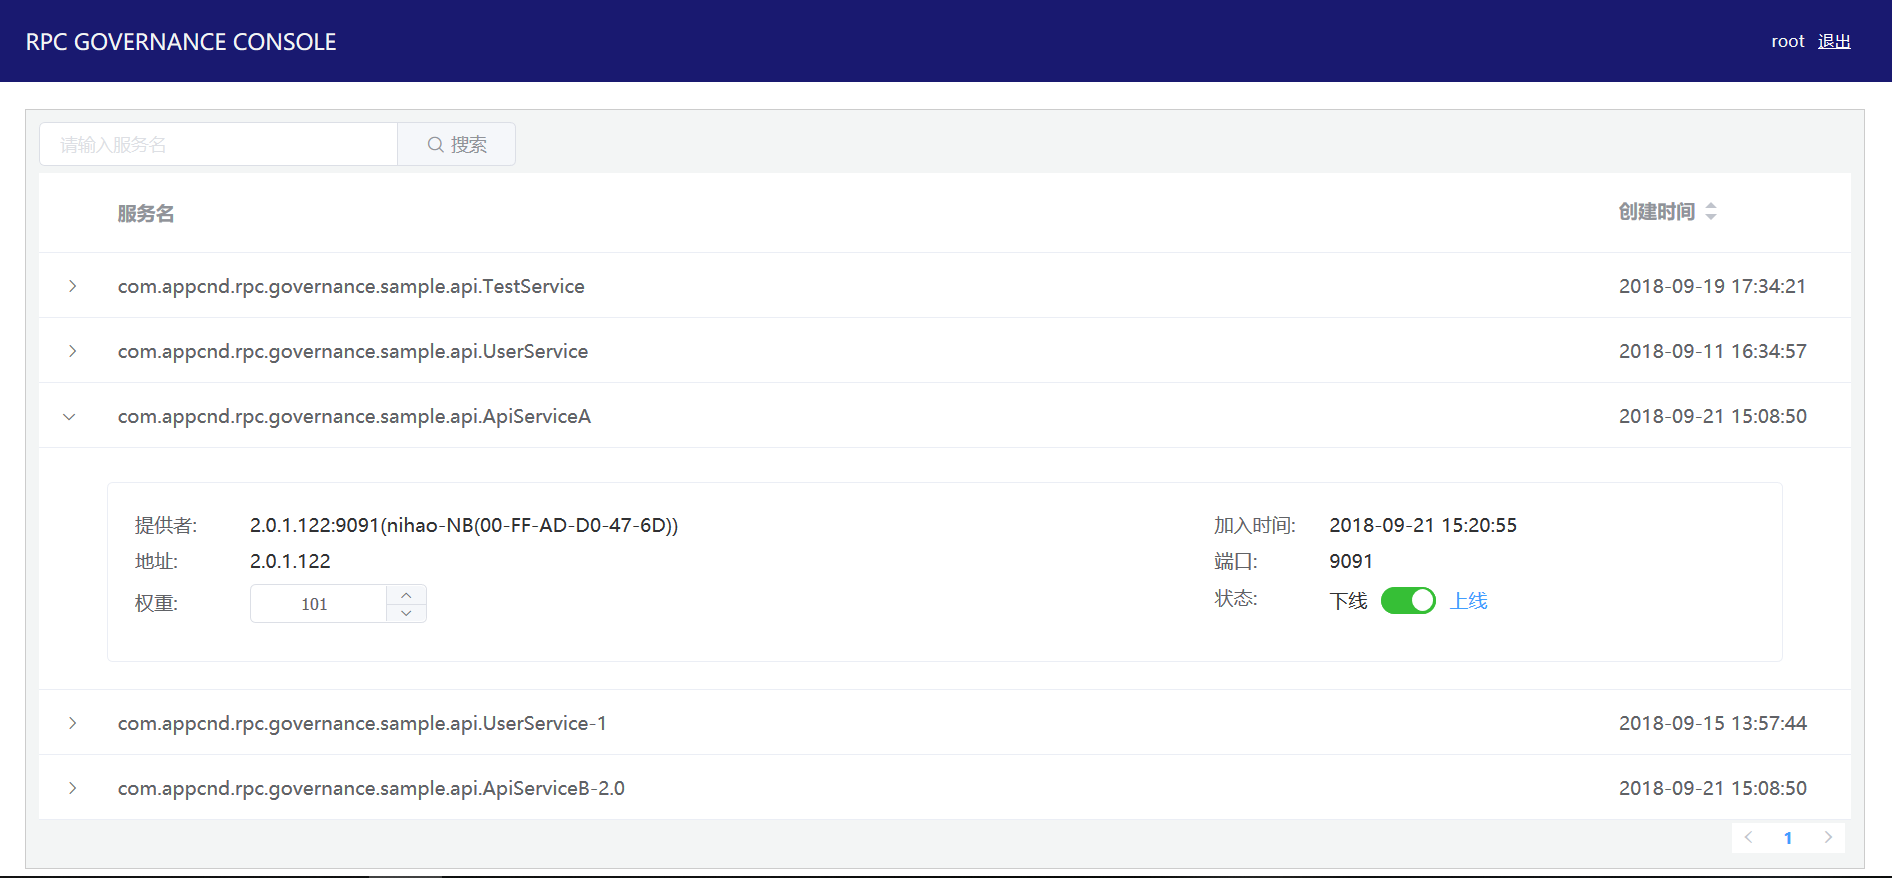 RPC GOVERNANCE CONSOLE
root 退出
请输入服务名 搜索
服务名 创建时间
com.appcnd.rpc.governance.sample.api.TestService 2018-09-19 17:34:21
com.appcnd.rpc.governance.sample.api.UserService 2018-09-11 16:34:57
com.appcnd.rpc.governance.sample.api.ApiServiceA 2018-09-21 15:08:50
提供者: 2.0.1.122:9091(nihao-NB(00-FF-AD-D0-47-6D)) 加入时间: 2018-09-21 15:20:55
地址: 2.0.1.122 端口: 9091
权重: 101 状态: 下线 上线
com.appcnd.rpc.governance.sample.api.UserService-1 2018-09-15 13:57:44
com.appcnd.rpc.governance.sample.api.ApiServiceB-2.0 2018-09-21 15:08:50
1